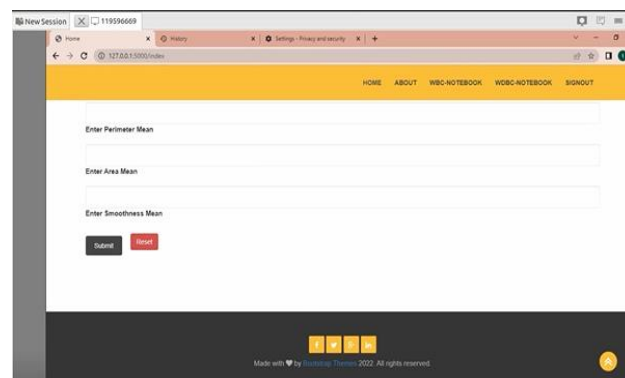 New Session 119596669
Home History Settings - Privacy and security
127.0.0.1:5000/index
HOME ABOUT WBC-NOTEBOOK WDBC-NOTEBOOK SIGNOUT
Enter Perimeter Mean
Enter Area Mean
Enter Smoothness Mean
Submit Reset
Made with by Bootstrap Themes 2022. All rights reserved.